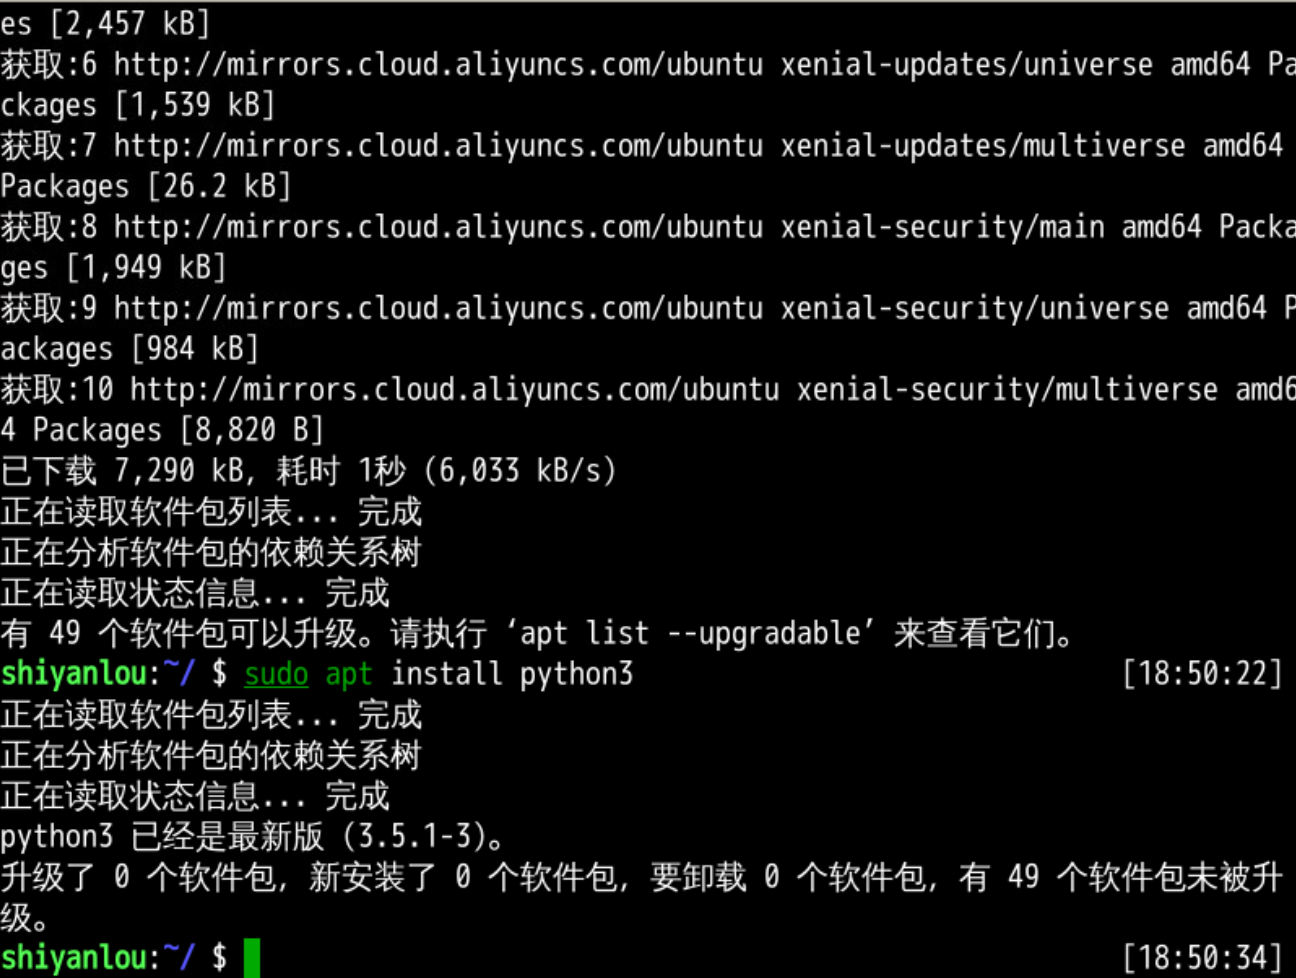 es [2,457 kB]
获取:6 http://mirrors.cloud.aliyuncs.com/ubuntu xenial-updates/universe amd64 Pa
ckages [1,539 kB]
获取:7 http://mirrors.cloud.aliyuncs.com/ubuntu xenial-updates/multiverse amd64
Packages [26.2 kB]
获取:8 http://mirrors.cloud.aliyuncs.com/ubuntu xenial-security/main amd64 Packa
ges [1,949 kB]
获取:9 http://mirrors.cloud.aliyuncs.com/ubuntu xenial-security/universe amd64 P
ackages [984 kB]
获取:10 http://mirrors.cloud.aliyuncs.com/ubuntu xenial-security/multiverse amd6
4 Packages [8,820 B]
已下载 7,290 kB, 耗时 1秒 (6,033 kB/s)
正在读取软件包列表... 完成
正在分析软件包的依赖关系树
正在读取状态信息... 完成
有 49 个软件包可以升级。请执行 ‘apt list --upgradable’ 来查看它们。
shiyanlou:~/ $ sudo apt install python3 [18:50:22]
正在读取软件包列表... 完成
正在分析软件包的依赖关系树
正在读取状态信息... 完成
python3 已经是最新版 (3.5.1-3)。
升级了 0 个软件包, 新安装了 0 个软件包, 要卸载 0 个软件包, 有 49 个软件包未被升
级。
shiyanlou:~/ $ [18:50:34]